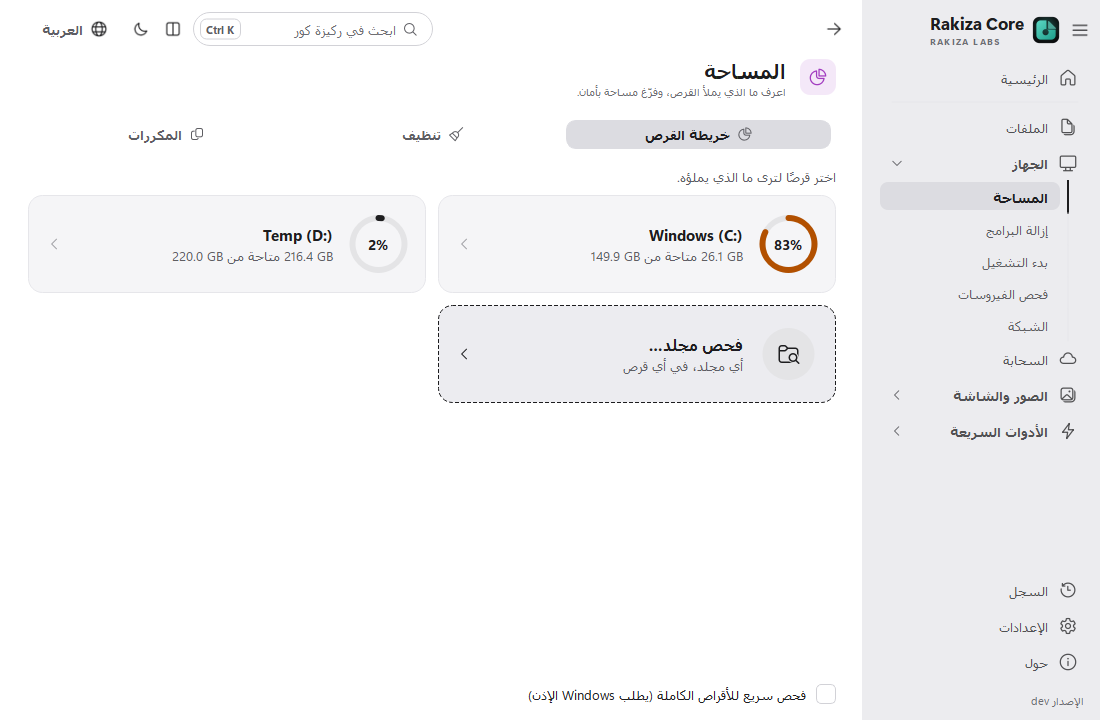 Rakiza Core
RAKIZA LABS
الرئيسية
الملفات
الجهاز
المساحة
إزالة البرامج
بدء التشغيل
فحص الفيروسات
الشبكة
السحابة
الصور والشاشة
الأدوات السريعة
السجل
الإعدادات
حول
الإصدار dev
ابحث في ركيزة كور
Ctrl K
العربية
المساحة
اعرف ما الذي يملأ القرص، وفرّغ مساحة بأمان.
خريطة القرص
تنظيف
المكررات
اختر قرصًا لترى ما الذي يملؤه.
83%
Windows (C:)
26.1 GB متاحة من 149.9 GB
2%
Temp (D:)
216.4 GB متاحة من 220.0 GB
فحص مجلد...
أي مجلد، في أي قرص
فحص سريع للأقراص الكاملة (يطلب Windows الإذن)